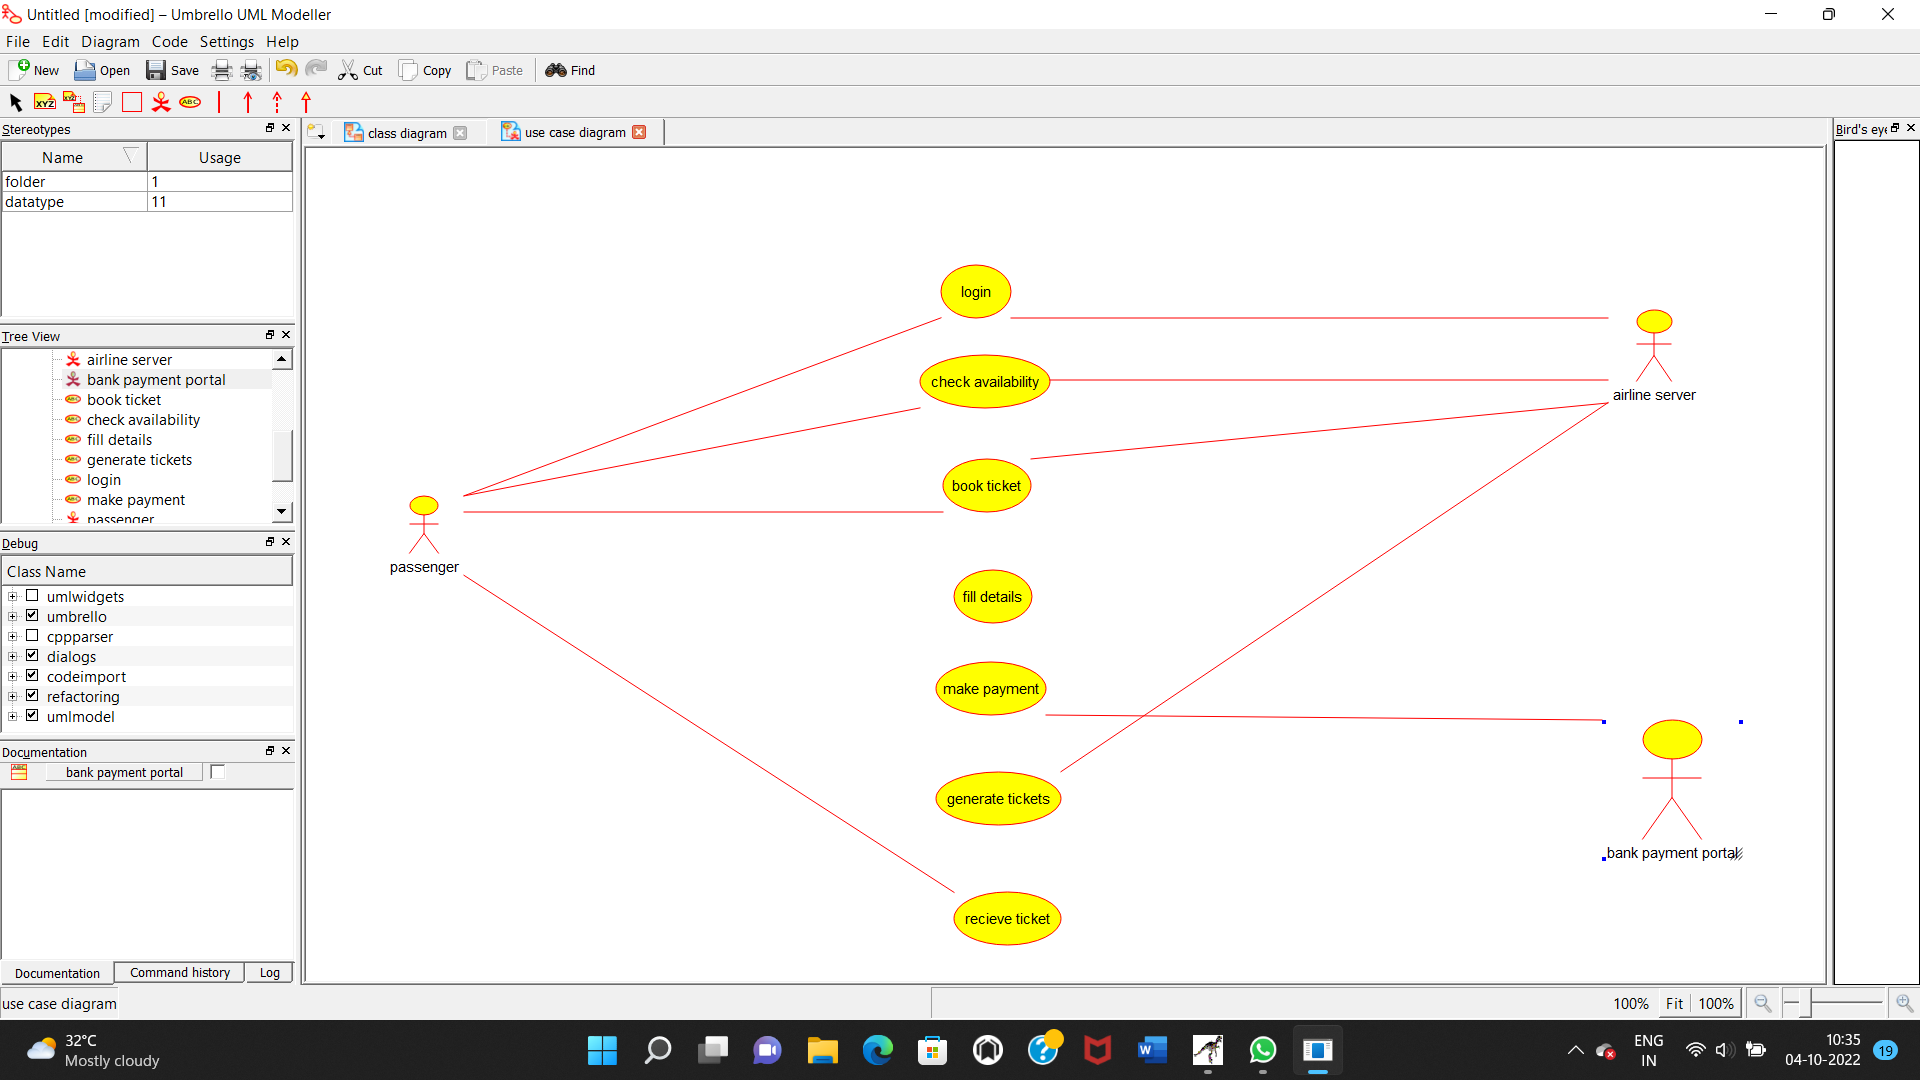 Untitled [modified] – Umbrello UML Modeller
File Edit Diagram Code Settings Help
New Open Save Cut Copy Paste Find
XYZ XYZ ABC
Stereotypes
class diagram use case diagram
Bird's eye
Name Usage
folder 1
datatype 11
Tree View
airline server
bank payment portal
book ticket
check availability
fill details
generate tickets
login
make payment
passenger
Debug
Class Name
umlwidgets
umbrello
cppparser
dialogs
codeimport
refactoring
umlmodel
Documentation
bank payment portal
Documentation Command history Log
login
check availability
airline server
book ticket
passenger
fill details
make payment
generate tickets
bank payment portal
recieve ticket
use case diagram
100% Fit 100%
32°C
Mostly cloudy
ENG
IN
10:35
04-10-2022
19